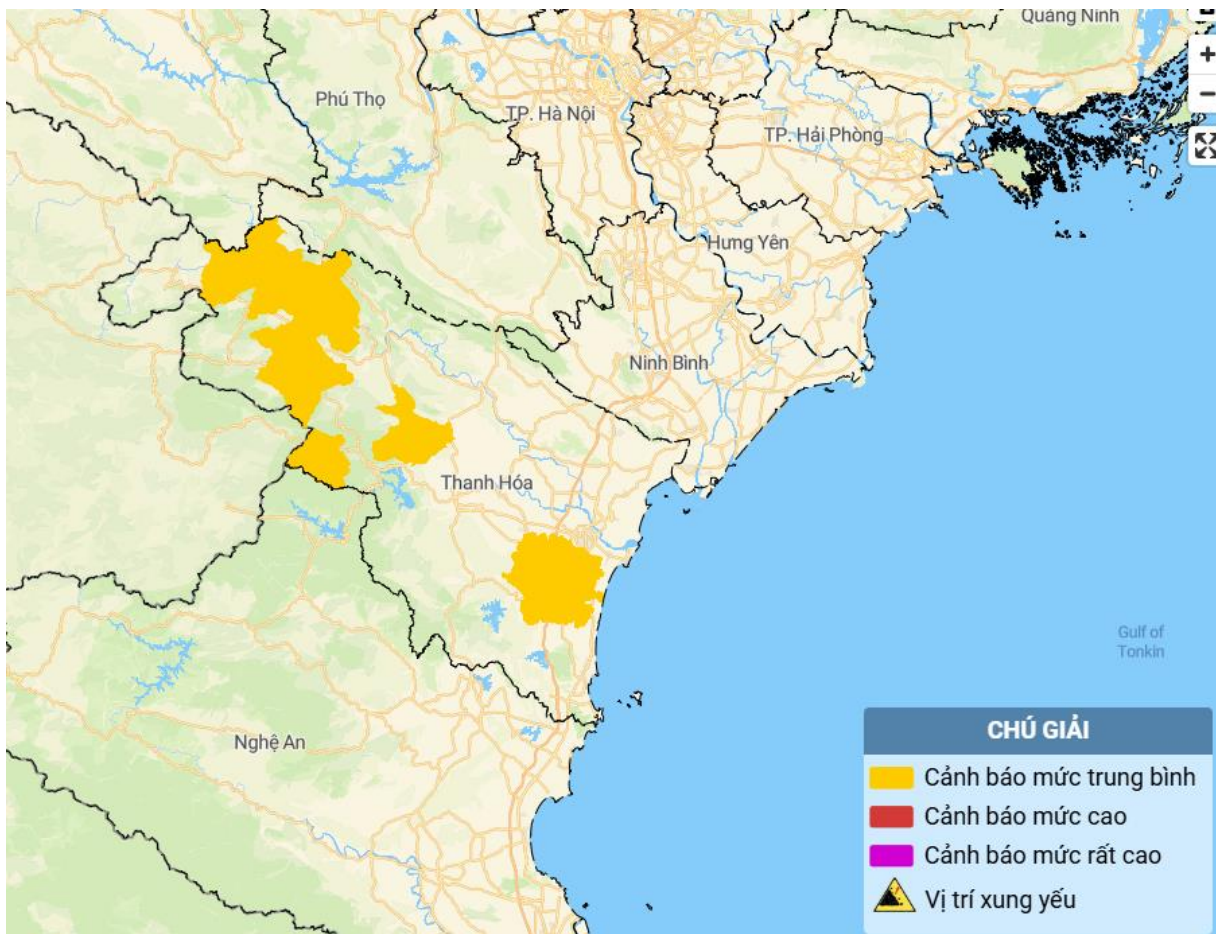 Quảng Ninh
+
Phú Thọ
−
TP. Hà Nội
TP. Hải Phòng
Hưng Yên
Ninh Bình
Thanh Hóa
Gulf of
Tonkin
Nghệ An
CHÚ GIẢI
Cảnh báo mức trung bình
Cảnh báo mức cao
Cảnh báo mức rất cao
Vị trí xung yếu